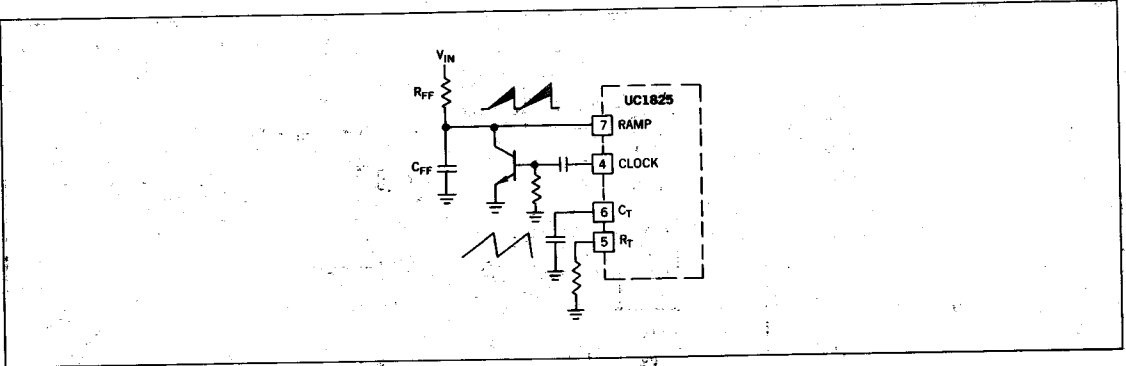 V_IN
R_FF
UC1825
7 RAMP
C_FF
4 CLOCK
6 C_T
5 R_T